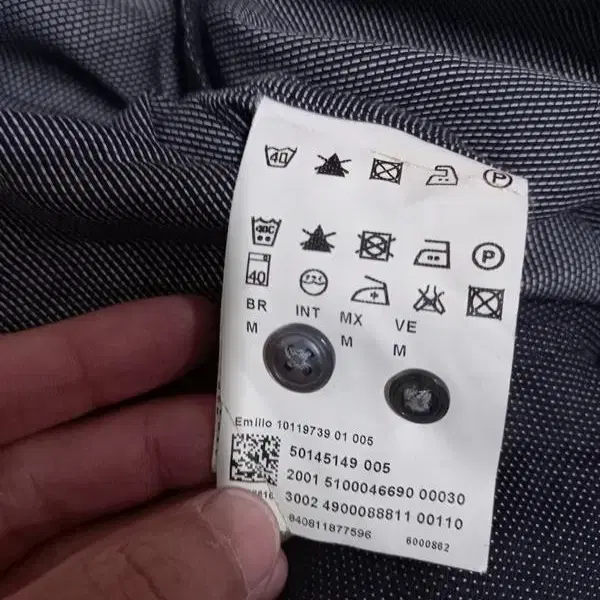 40
P
40C
P
40
BR INT MX VE
M M M
Emilio 10119739 01 005
50145149 005
2001 5100046690 00030
3002 4900088811 00110
840811877596 6000862